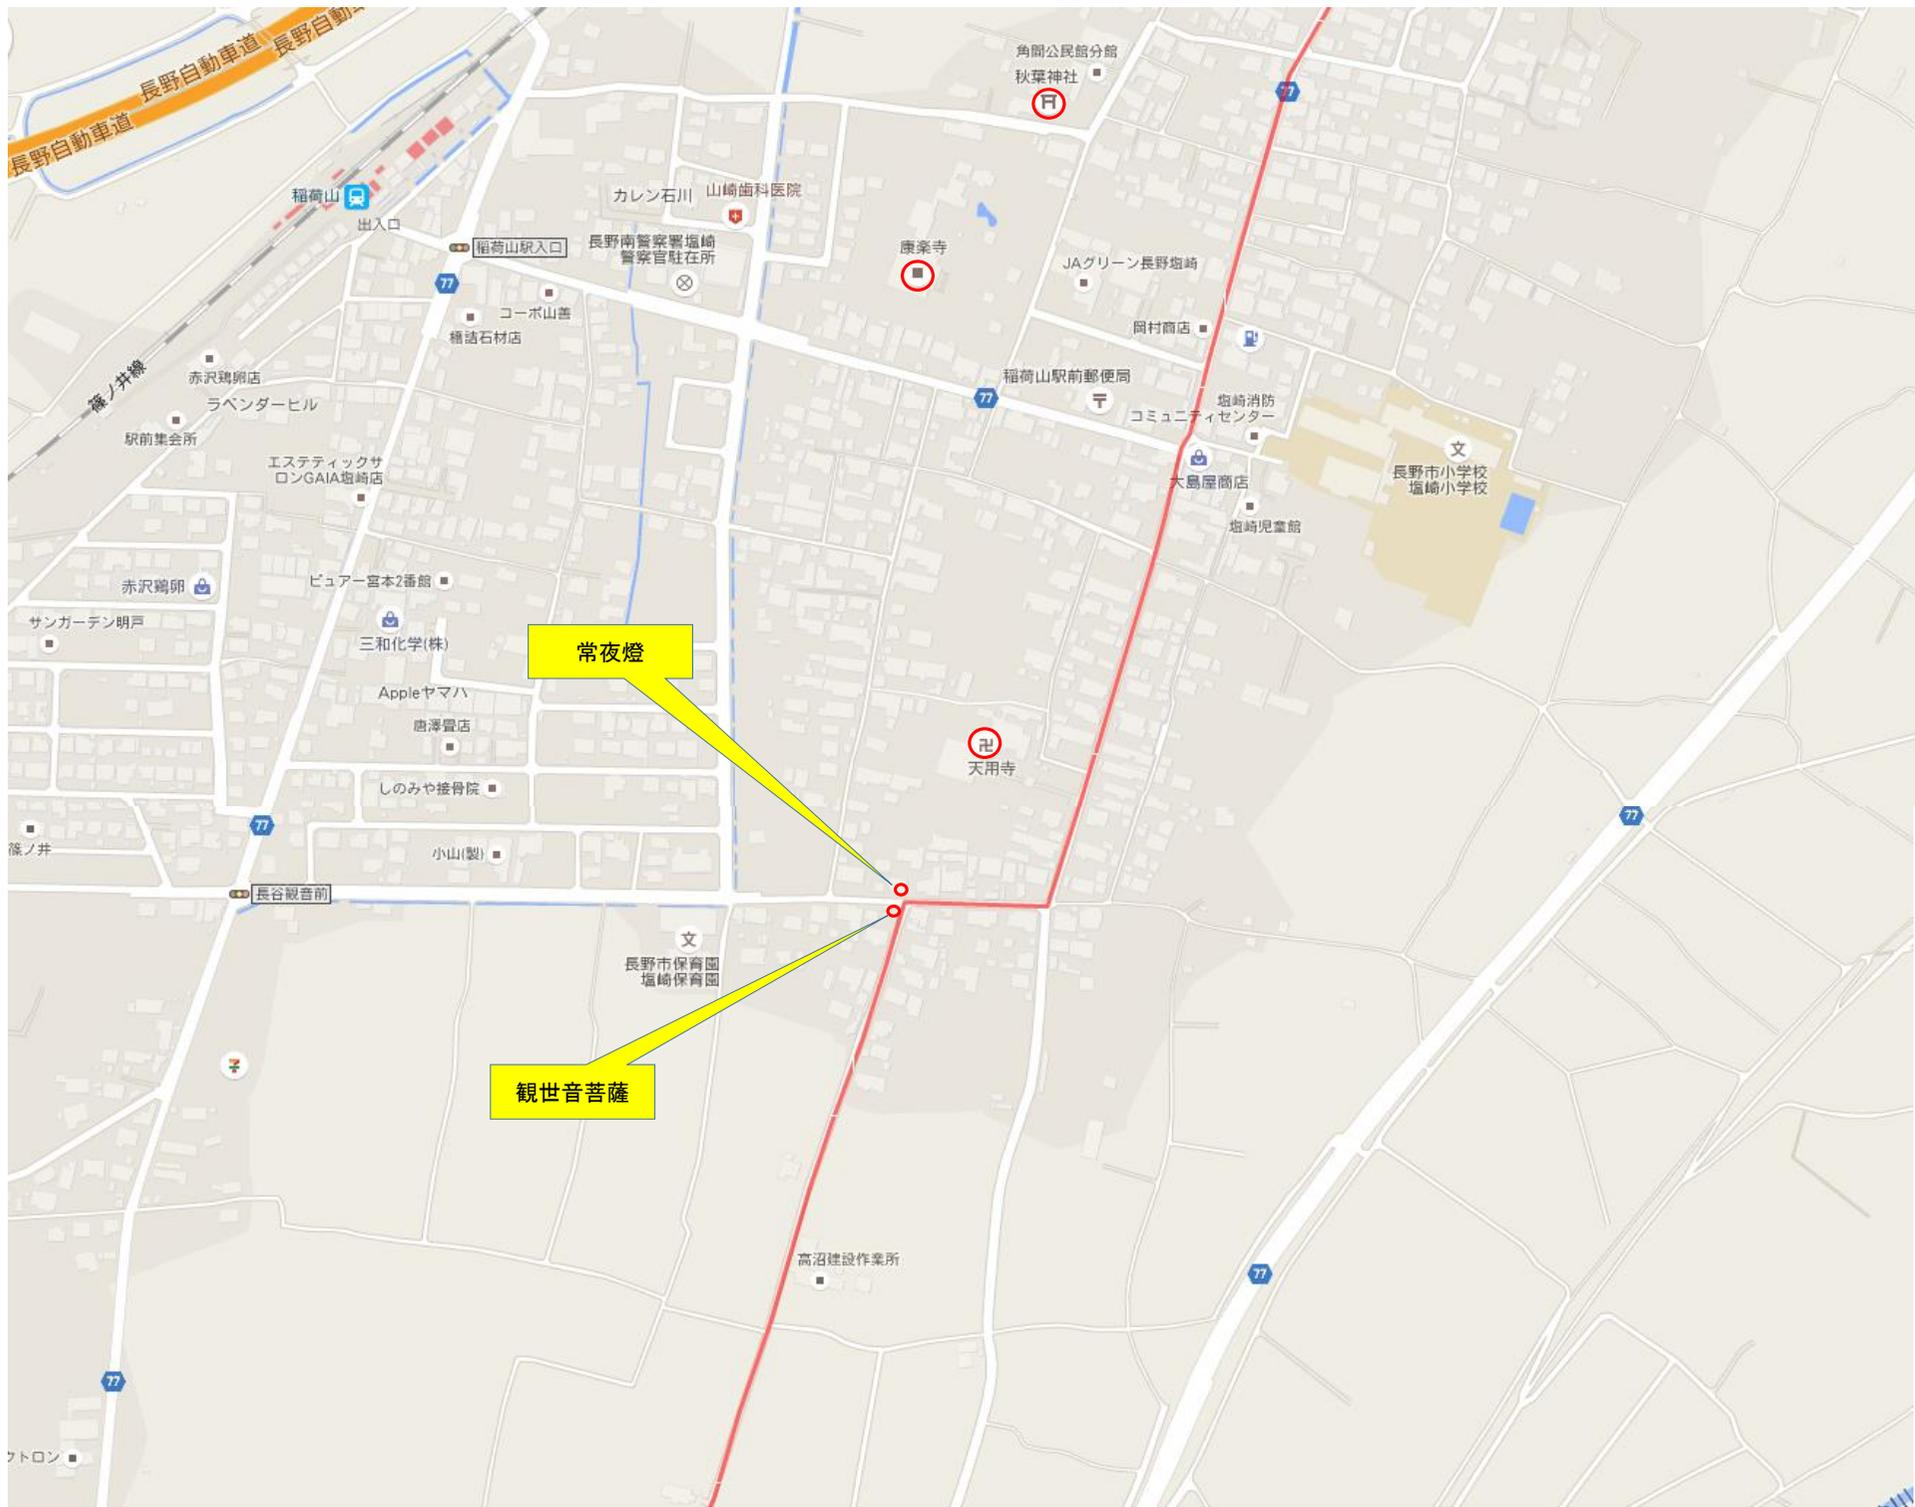 長野自動車道
長野自動車道
角間公民館分館
秋葉神社
77
稲荷山
出入口
カレン石川
山崎歯科医院
稲荷山駅入口
長野南警察署塩崎
警察官駐在所
康楽寺
JAグリーン長野塩崎
77
コーポ山善
橋詰石材店
岡村商店
赤沢鶏卵店
篠ノ井線
ラベンダーヒル
駅前集会所
稲荷山駅前郵便局
77
塩崎消防
コミュニティセンター
長野市小学校
塩崎小学校
大島屋商店
塩崎児童館
エステティックサ
ロンGAIA塩崎店
ピュアー宮本2番館
赤沢鶏卵
サンガーデン明戸
三和化学(株)
常夜燈
Appleヤマハ
唐澤畳店
天用寺
しのみや接骨院
77
77
篠ノ井
小山(製)
長谷観音前
長野市保育園
塩崎保育園
観世音菩薩
高沼建設作業所
77
77
クトロン